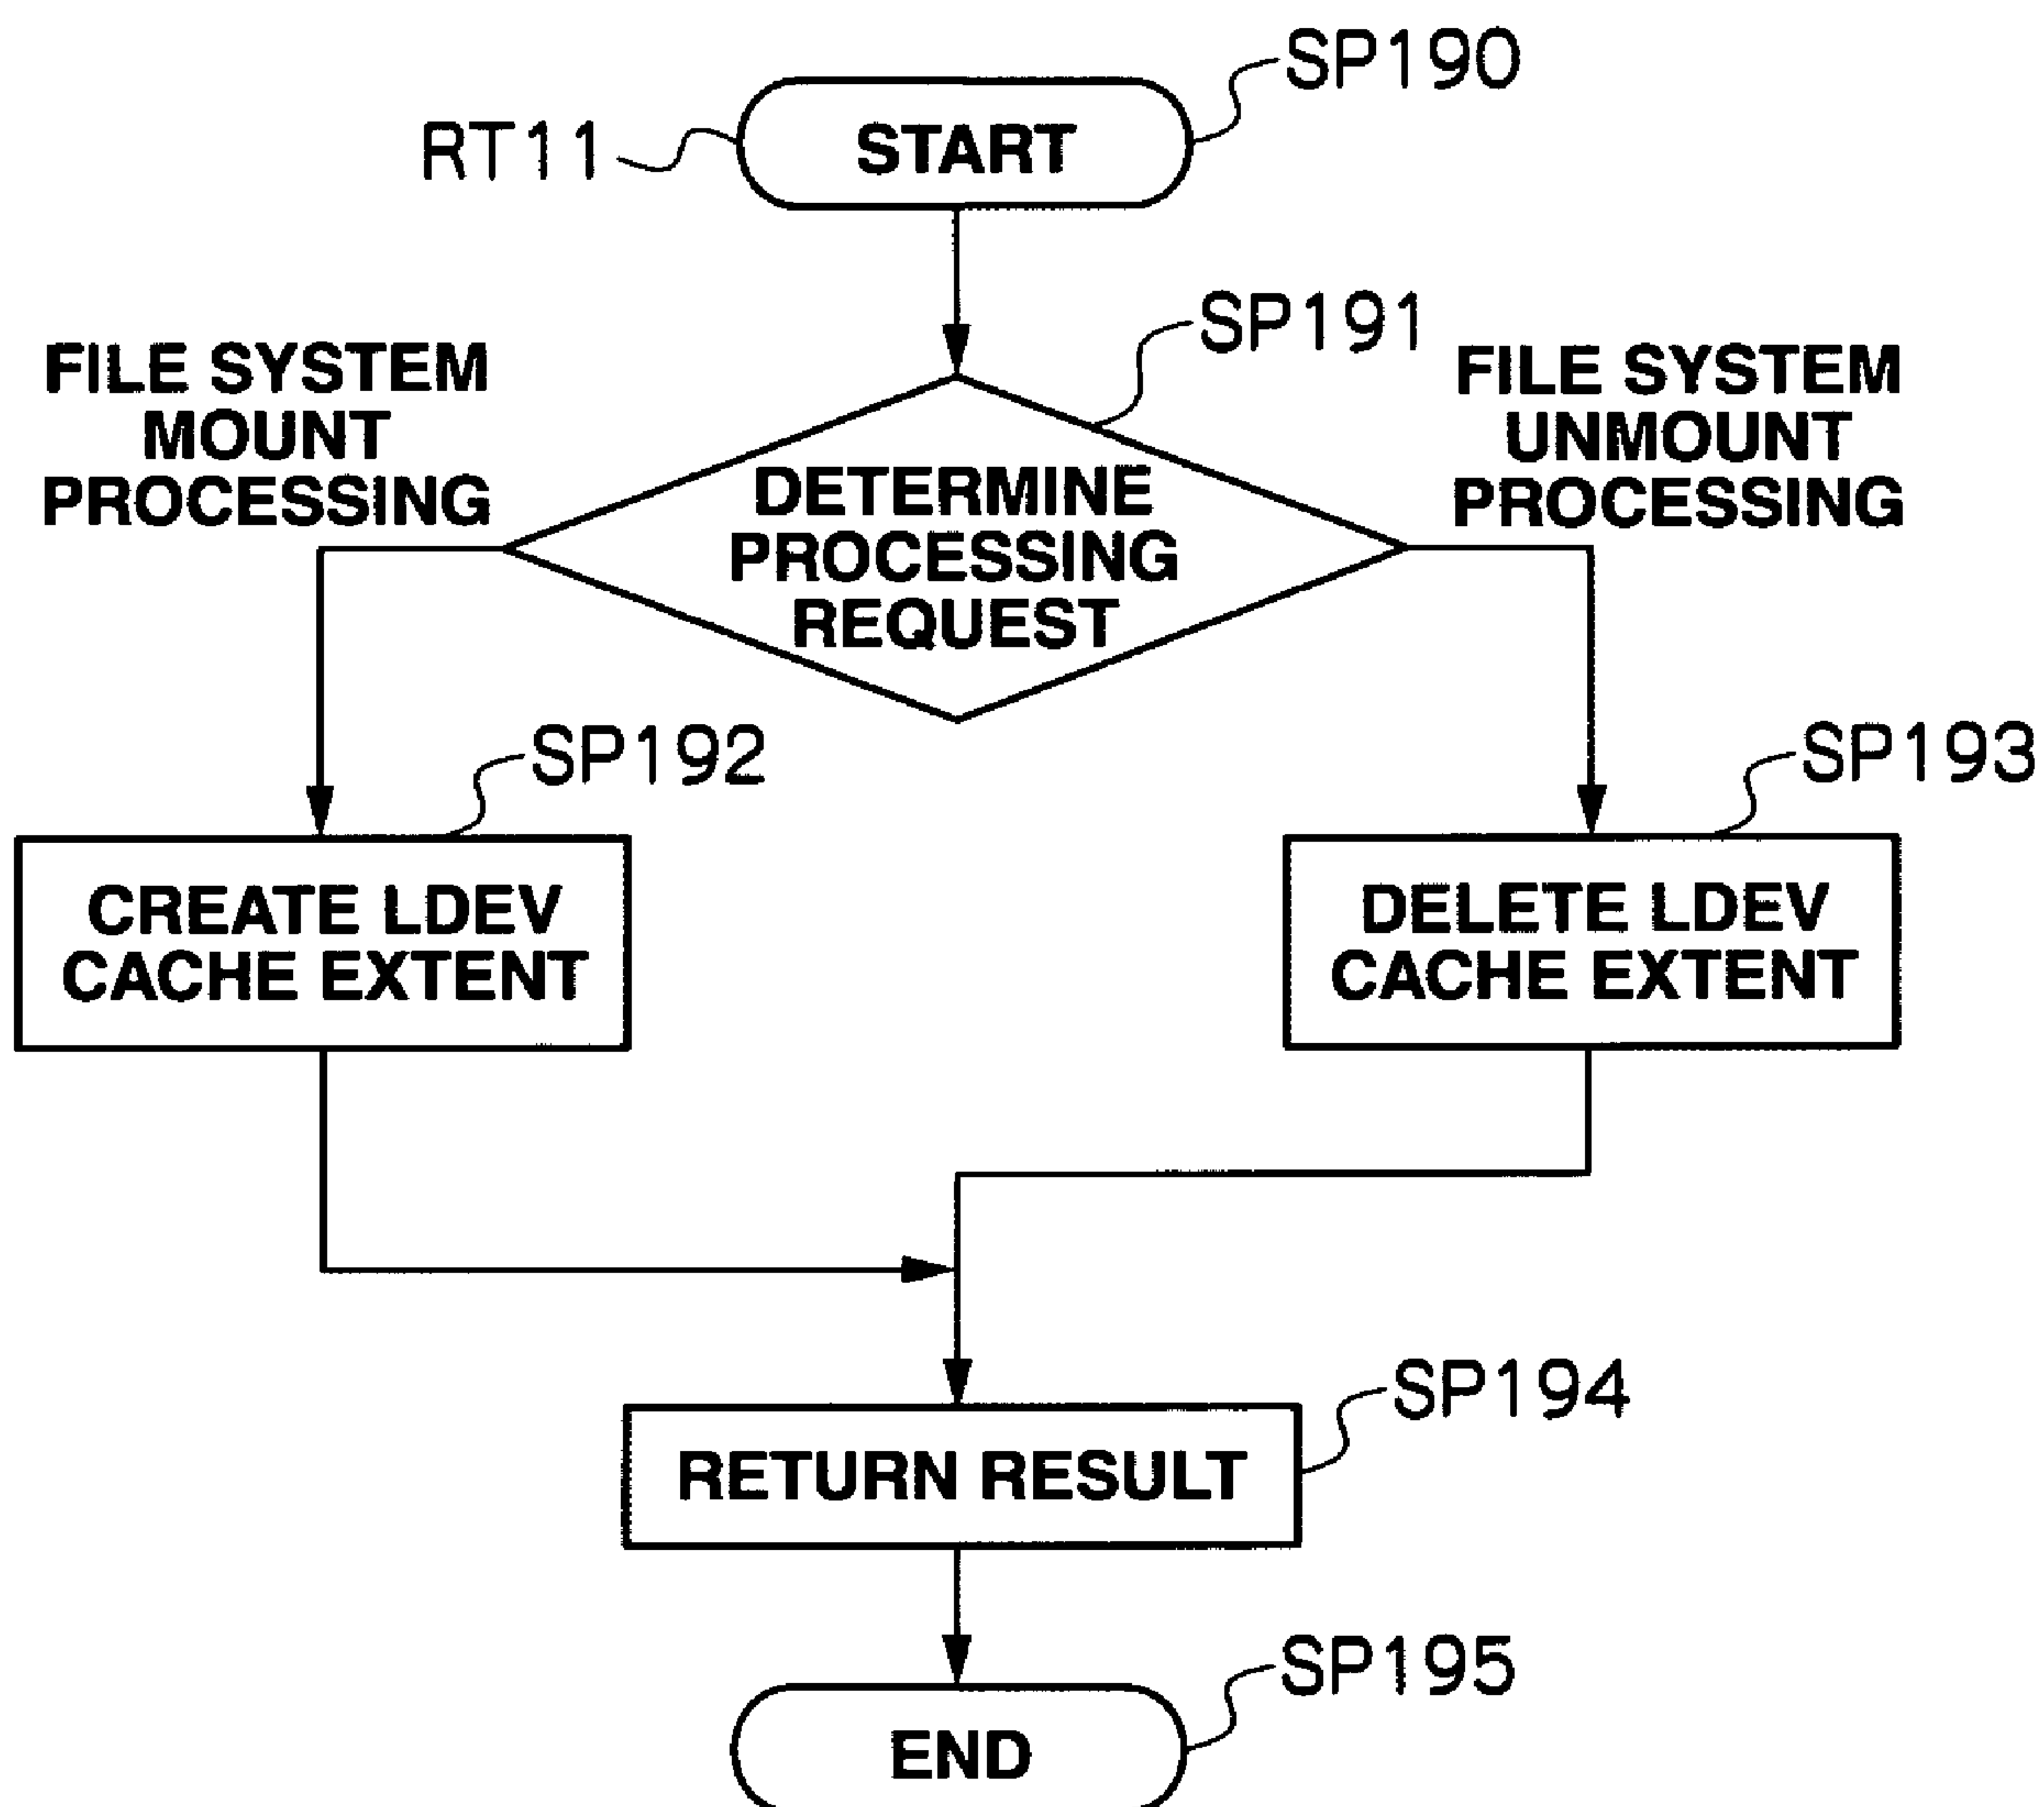 SP190
RT11
START
SP191
FILE SYSTEM
MOUNT
PROCESSING
FILE SYSTEM
UNMOUNT
PROCESSING
DETERMINE
PROCESSING
REQUEST
SP192
SP193
CREATE LDEV
CACHE EXTENT
DELETE LDEV
CACHE EXTENT
SP194
RETURN RESULT
SP195
END